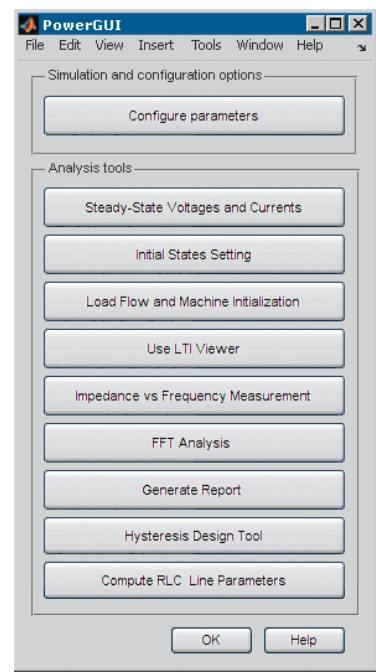 PowerGUI
File Edit View Insert Tools Window Help
Simulation and configuration options
Configure parameters
Analysis tools
Steady-State Voltages and Currents
Initial States Setting
Load Flow and Machine Initialization
Use LTI Viewer
Impedance vs Frequency Measurement
FFT Analysis
Generate Report
Hysteresis Design Tool
Compute RLC Line Parameters
OK Help